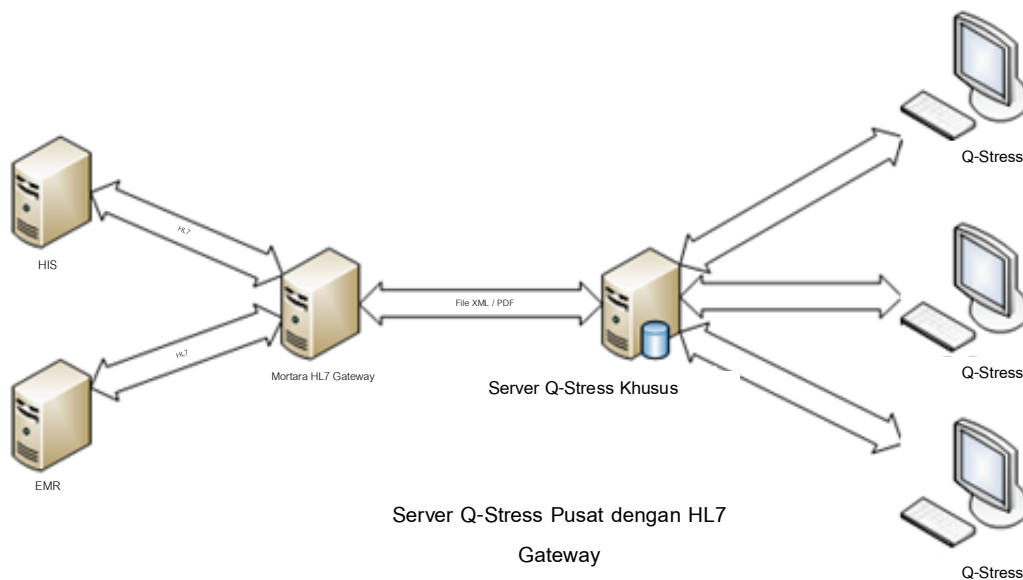 Q-Stress
HL7
HIS
File XML / PDF
HL7
Mortara HL7 Gateway
Q-Stress
Server Q-Stress Khusus
EMR
Server Q-Stress Pusat dengan HL7
Gateway
Q-Stress